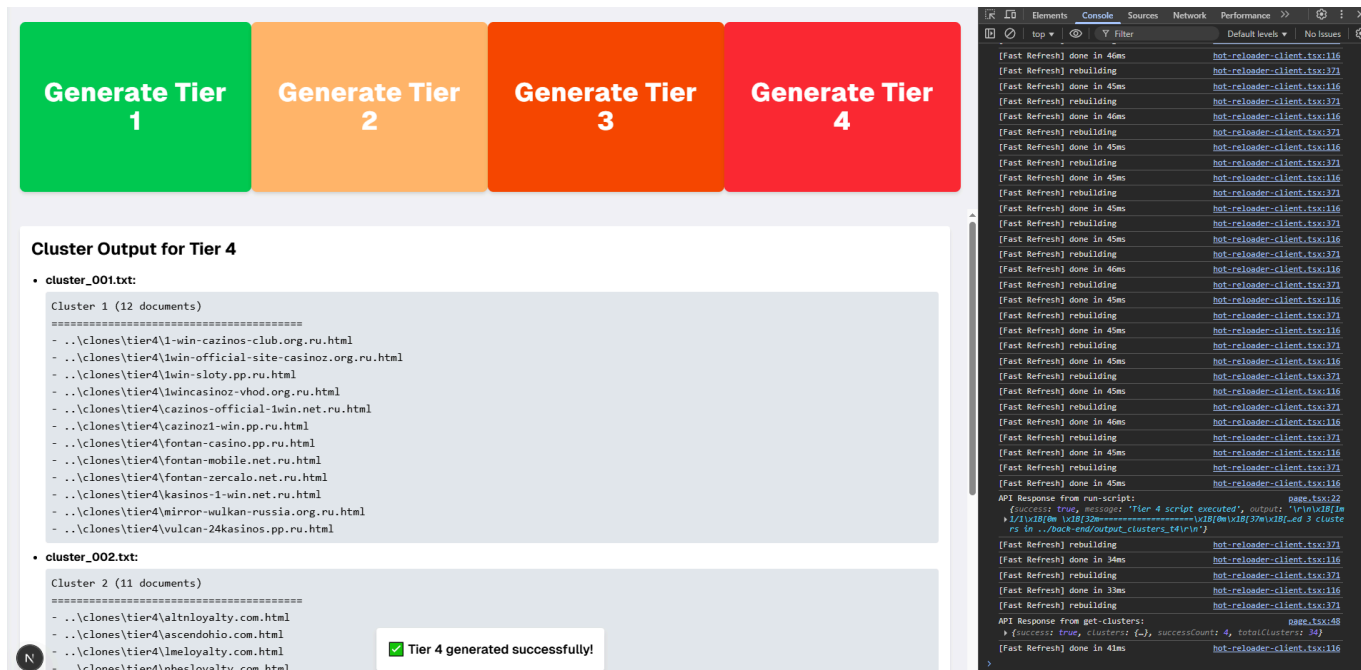 Generate Tier
1
Generate Tier
2
Generate Tier
3
Generate Tier
4
Cluster Output for Tier 4
• cluster_001.txt:
Cluster 1 (12 documents)
========================================
- ..\clones\tier4\1-win-cazinos-club.org.ru.html
- ..\clones\tier4\1win-official-site-casinoz.org.ru.html
- ..\clones\tier4\1win-sloty.pp.ru.html
- ..\clones\tier4\1wincasinoz-vhod.org.ru.html
- ..\clones\tier4\cazinos-official-1win.net.ru.html
- ..\clones\tier4\cazinoz1-win.pp.ru.html
- ..\clones\tier4\fontan-casino.pp.ru.html
- ..\clones\tier4\fontan-mobile.net.ru.html
- ..\clones\tier4\fontan-zercalo.net.ru.html
- ..\clones\tier4\kasinos-1-win.net.ru.html
- ..\clones\tier4\mirror-wulkan-russia.org.ru.html
- ..\clones\tier4\vulcan-24kasinos.pp.ru.html
• cluster_002.txt:
Cluster 2 (11 documents)
========================================
- ..\clones\tier4\altnloyalty.com.html
- ..\clones\tier4\ascendohio.com.html
- ..\clones\tier4\lmeloyalty.com.html
- ..\clones\tier4\nbesloyalty.com.html
✅ Tier 4 generated successfully!
N
Elements Console Sources Network Performance
top Filter Default levels No Issues
[Fast Refresh] done in 46ms hot-reloader-client.tsx:116
[Fast Refresh] rebuilding hot-reloader-client.tsx:371
[Fast Refresh] done in 45ms hot-reloader-client.tsx:116
[Fast Refresh] rebuilding hot-reloader-client.tsx:371
[Fast Refresh] done in 46ms hot-reloader-client.tsx:116
[Fast Refresh] rebuilding hot-reloader-client.tsx:371
[Fast Refresh] done in 45ms hot-reloader-client.tsx:116
[Fast Refresh] rebuilding hot-reloader-client.tsx:371
[Fast Refresh] done in 45ms hot-reloader-client.tsx:116
[Fast Refresh] rebuilding hot-reloader-client.tsx:371
[Fast Refresh] done in 45ms hot-reloader-client.tsx:116
[Fast Refresh] rebuilding hot-reloader-client.tsx:371
[Fast Refresh] done in 45ms hot-reloader-client.tsx:116
[Fast Refresh] rebuilding hot-reloader-client.tsx:371
[Fast Refresh] done in 46ms hot-reloader-client.tsx:116
[Fast Refresh] rebuilding hot-reloader-client.tsx:371
[Fast Refresh] done in 45ms hot-reloader-client.tsx:116
[Fast Refresh] rebuilding hot-reloader-client.tsx:371
[Fast Refresh] done in 45ms hot-reloader-client.tsx:116
[Fast Refresh] rebuilding hot-reloader-client.tsx:371
[Fast Refresh] done in 45ms hot-reloader-client.tsx:116
[Fast Refresh] rebuilding hot-reloader-client.tsx:371
[Fast Refresh] done in 45ms hot-reloader-client.tsx:116
[Fast Refresh] rebuilding hot-reloader-client.tsx:371
[Fast Refresh] done in 46ms hot-reloader-client.tsx:116
[Fast Refresh] rebuilding hot-reloader-client.tsx:371
[Fast Refresh] done in 45ms hot-reloader-client.tsx:116
[Fast Refresh] rebuilding hot-reloader-client.tsx:371
[Fast Refresh] done in 45ms hot-reloader-client.tsx:116
API Response from run-script: page.tsx:22
{success: true, message: 'Tier 4 script executed', output: '\r\n\x1B[1m
1/1\x1B[0m \x1B[32m━━━━━━━━━━━━━━━━━━━━\x1B[0m\x1B[37m\x1B[…ed 3 cluste
rs in ../back-end/output_clusters_t4\r\n'}
[Fast Refresh] rebuilding hot-reloader-client.tsx:371
[Fast Refresh] done in 34ms hot-reloader-client.tsx:116
[Fast Refresh] rebuilding hot-reloader-client.tsx:371
[Fast Refresh] done in 33ms hot-reloader-client.tsx:116
[Fast Refresh] rebuilding hot-reloader-client.tsx:371
API Response from get-clusters: page.tsx:48
{success: true, clusters: {…}, successCount: 4, totalClusters: 34}
[Fast Refresh] done in 41ms hot-reloader-client.tsx:116